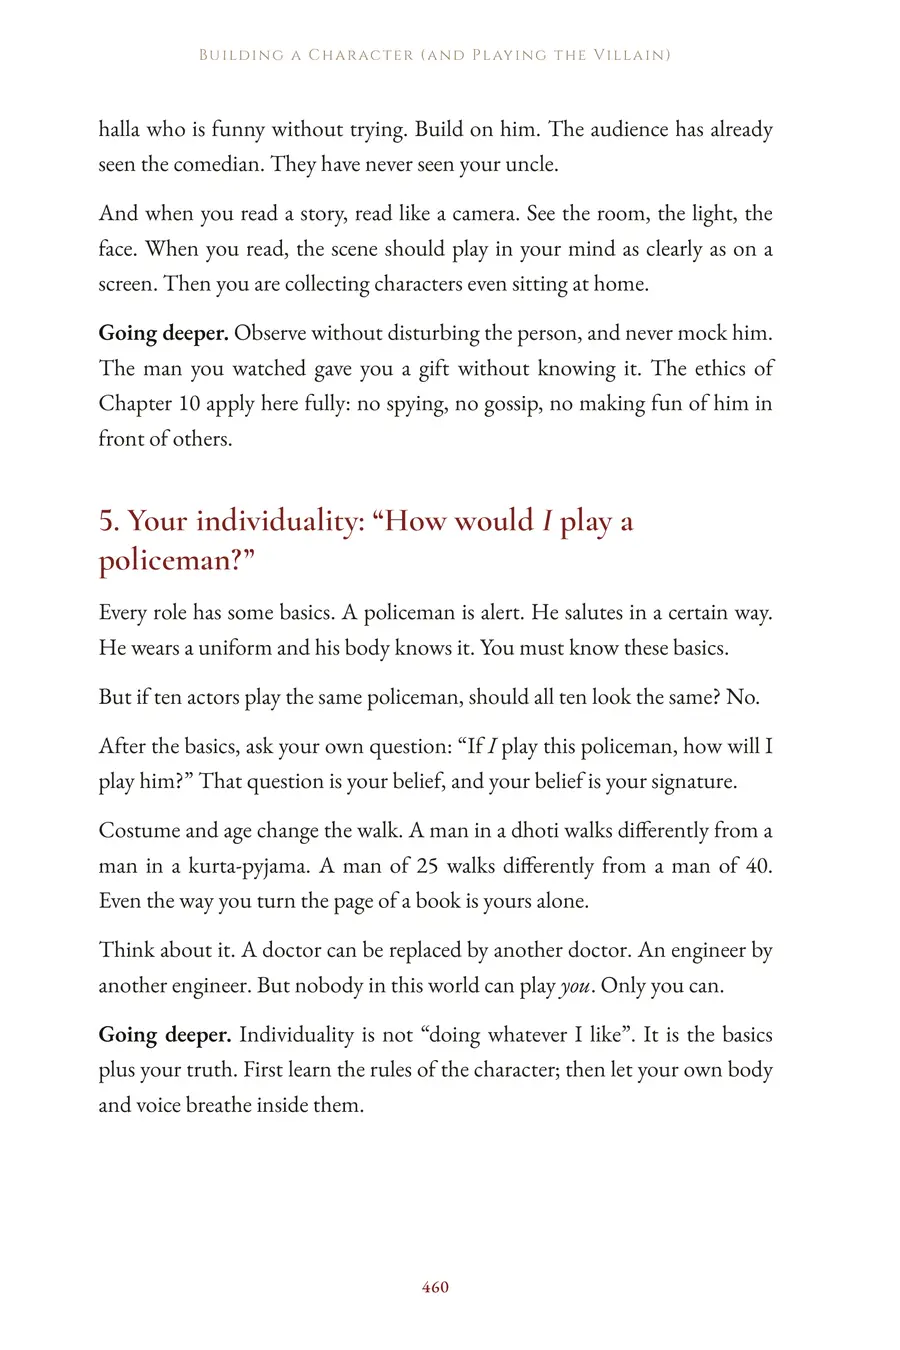 Building a Character (and Playing the Villain)
halla who is funny without trying. Build on him. The audience has already
seen the comedian. They have never seen your uncle.
And when you read a story, read like a camera. See the room, the light, the
face. When you read, the scene should play in your mind as clearly as on a
screen. Then you are collecting characters even sitting at home.
Going deeper. Observe without disturbing the person, and never mock him.
The man you watched gave you a gift without knowing it. The ethics of
Chapter 10 apply here fully: no spying, no gossip, no making fun of him in
front of others.
5. Your individuality: “How would I play a
policeman?”
Every role has some basics. A policeman is alert. He salutes in a certain way.
He wears a uniform and his body knows it. You must know these basics.
But if ten actors play the same policeman, should all ten look the same? No.
After the basics, ask your own question: “If I play this policeman, how will I
play him?” That question is your belief, and your belief is your signature.
Costume and age change the walk. A man in a dhoti walks differently from a
man in a kurta-pyjama. A man of 25 walks differently from a man of 40.
Even the way you turn the page of a book is yours alone.
Think about it. A doctor can be replaced by another doctor. An engineer by
another engineer. But nobody in this world can play you. Only you can.
Going deeper. Individuality is not “doing whatever I like”. It is the basics
plus your truth. First learn the rules of the character; then let your own body
and voice breathe inside them.
460